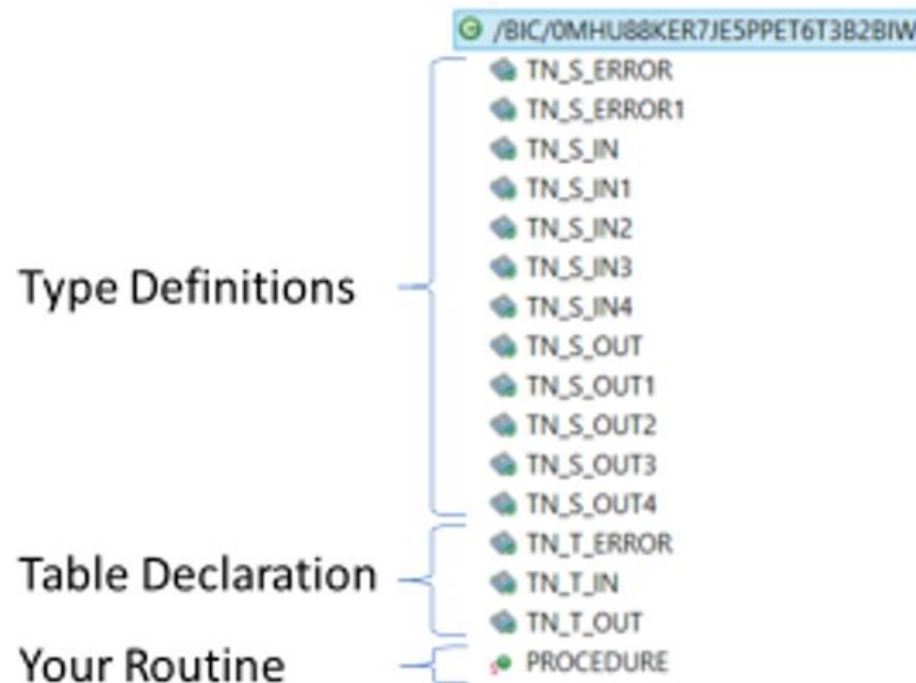 /BIC/0MHU88KER7JE5PPET6T3B2BIW
TN_S_ERROR
TN_S_ERROR1
TN_S_IN
TN_S_IN1
TN_S_IN2
TN_S_IN3
TN_S_IN4
Type Definitions
TN_S_OUT
TN_S_OUT1
TN_S_OUT2
TN_S_OUT3
TN_S_OUT4
TN_T_ERROR
Table Declaration
TN_T_IN
TN_T_OUT
Your Routine
PROCEDURE